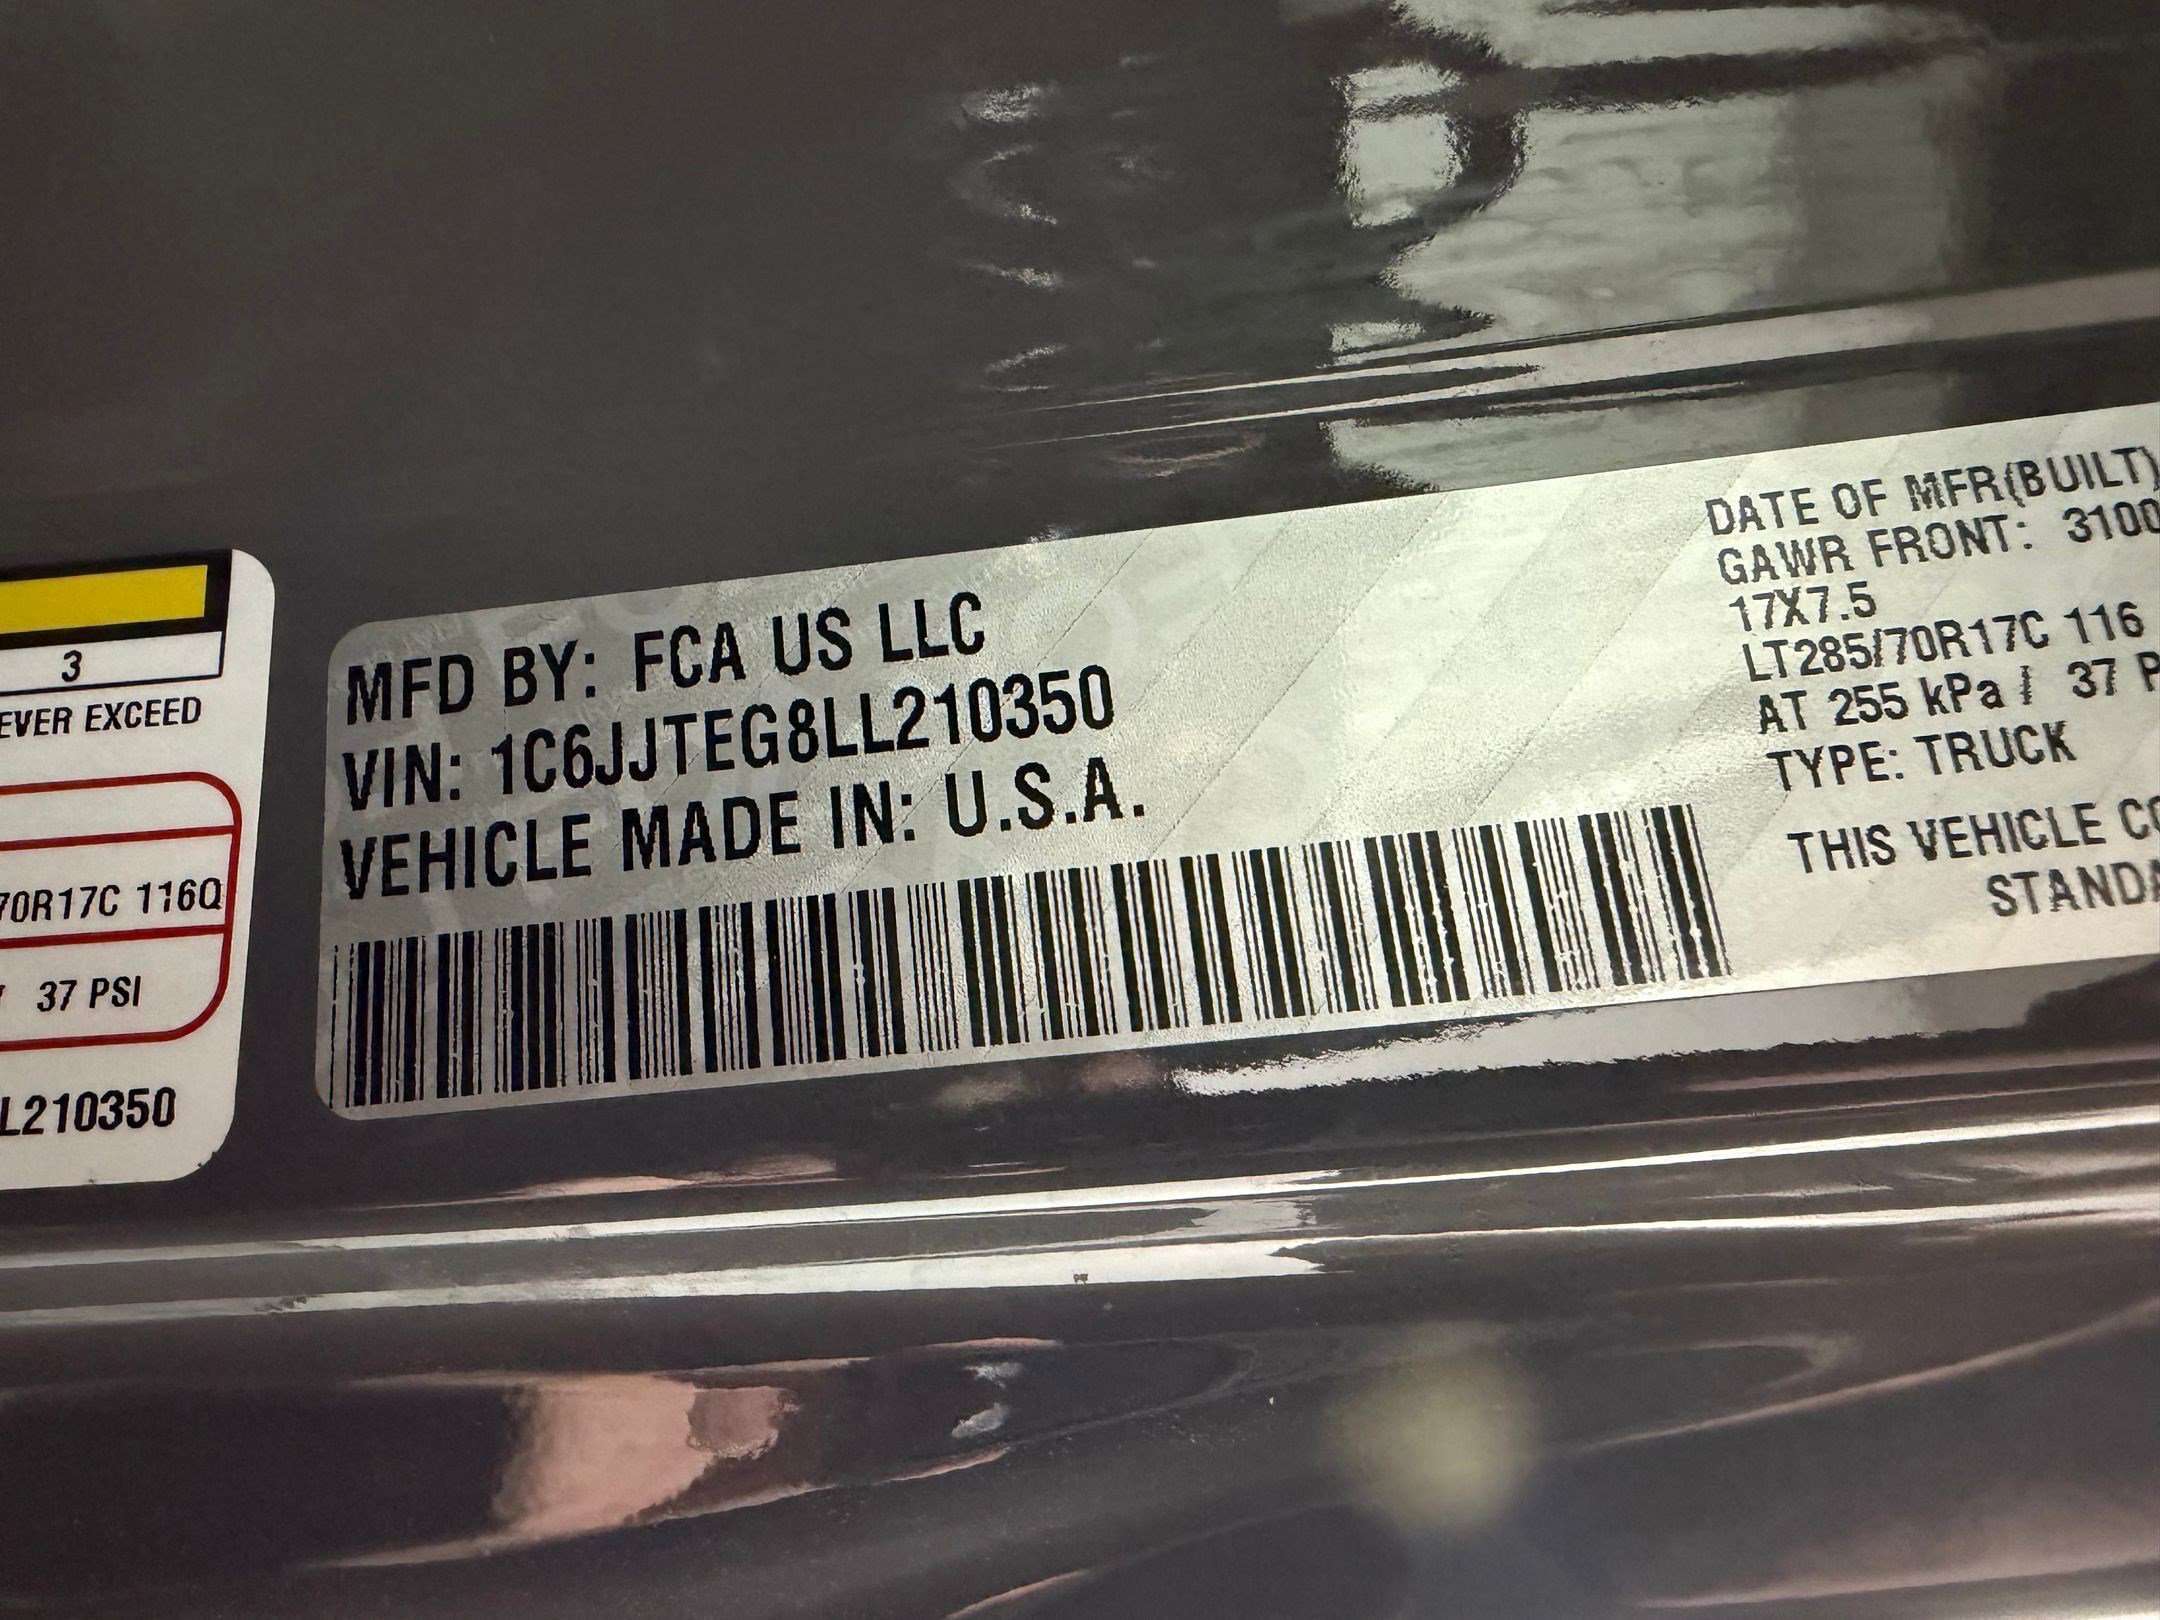 3
EVER EXCEED
70R17C 116Q
37 PSI
L210350
MFD BY: FCA US LLC
VIN: 1C6JJTEG8LL210350
VEHICLE MADE IN: U.S.A.
DATE OF MFR(BUILT)
GAWR FRONT: 3100
17X7.5
LT285/70R17C 116
AT 255 kPa / 37 P
TYPE: TRUCK
THIS VEHICLE CO
STANDA